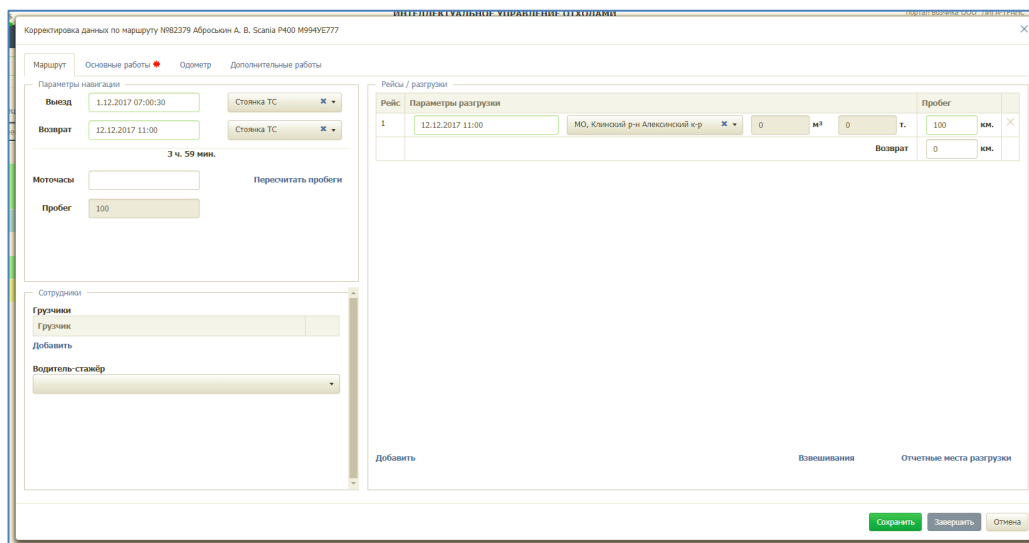 ИНТЕЛЛЕКТУАЛЬНОЕ УПРАВЛЕНИЕ ОТХОДАМИ
Корректировка данных по маршруту №82379 Аброськин А. В. Scania P400 M994YE777
Маршрут Основные работы Одометр Дополнительные работы
Параметры навигации
Выезд 1.12.2017 07:00:30 Стоянка ТС
Возврат 12.12.2017 11:00 Стоянка ТС
3 ч. 59 мин.
Моточасы Пересчитать пробеги
Пробег 100
Рейсы / разгрузки
Рейс Параметры разгрузки Пробег
1 12.12.2017 11:00 МО, Клинский р-н Алексинский к-р 0 м³ 0 т. 100 км.
Возврат 0 км.
Сотрудники
Грузчики
Грузчик
Добавить
Водитель-стажёр
Добавить Взвешивания Отчетные места разгрузки
Сохранить Завершить Отмена